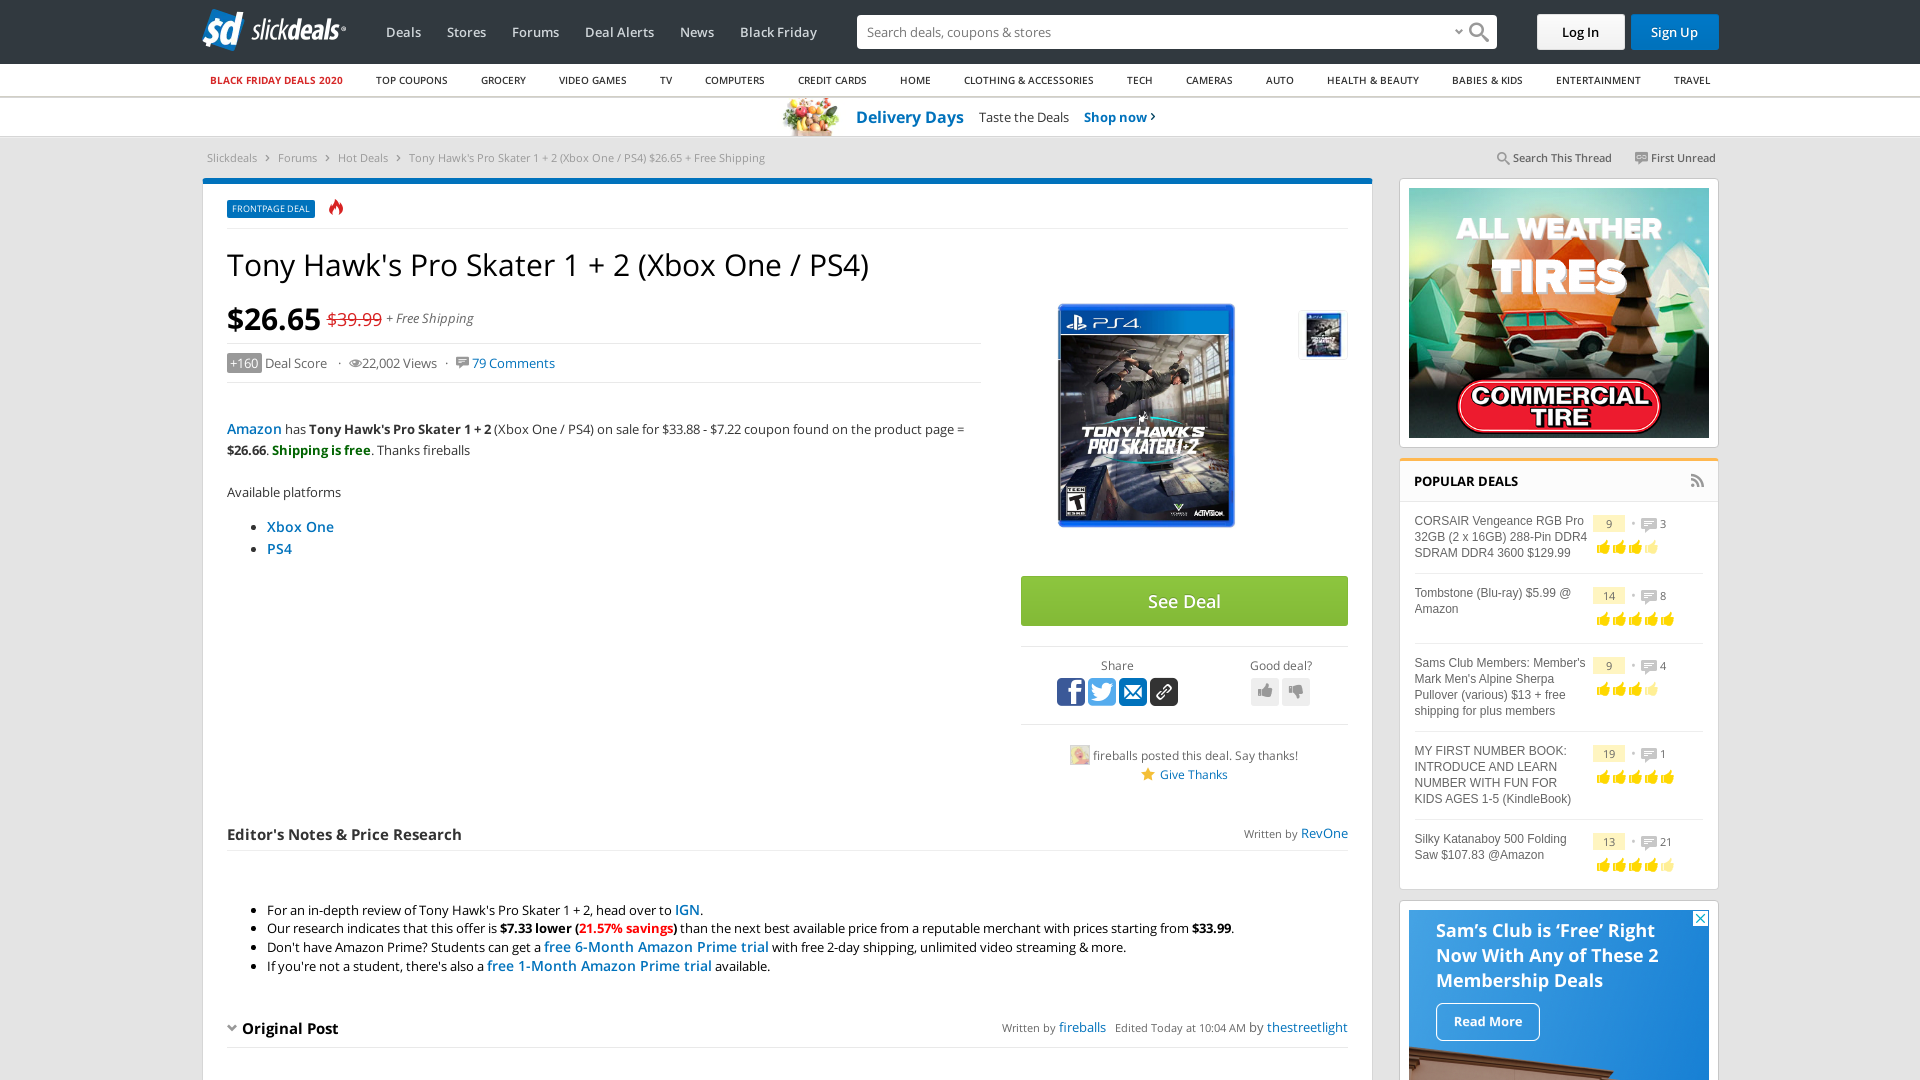 sd slickdeals
Deals Stores Forums Deal Alerts News Black Friday
Search deals, coupons & shops
Log In Sign Up
BLACK FRIDAY DEALS 2020 TOP COUPONS GROCERY VIDEO GAMES TV COMPUTERS CREDIT CARDS HOME CLOTHING & ACCESSORIES TECH CAMERAS AUTO HEALTH & BEAUTY BABIES & KIDS ENTERTAINMENT TRAVEL
Delivery Days Taste the Deals Shop now ›
Slickdeals › Forums › Hot Deals › Tony Hawk's Pro Skater 1 + 2 (Xbox One / PS4) $26.65 + Free Shipping
Search This Thread First Unread
FRONTPAGE DEAL
Tony Hawk's Pro Skater 1 + 2 (Xbox One / PS4)
$26.65 $39.99 + Free Shipping
+160 Deal Score · 22,002 Views · 79 Comments
Amazon has Tony Hawk's Pro Skater 1 + 2 (Xbox One / PS4) on sale for $33.88 - $7.22 coupon found on the product page =
$26.66. Shipping is free. Thanks fireballs
Available platforms
• Xbox One
• PS4
PS4
TONY HAWK'S
PRO SKATER 1+2
TEEN
T
ESRB
ACTIVISION
See Deal
Share Good deal?
fireballs posted this deal. Say thanks!
Give Thanks
Editor's Notes & Price Research
Written by RevOne
• For an in-depth review of Tony Hawk's Pro Skater 1 + 2, head over to IGN.
• Our research indicates that this offer is $7.33 lower (21.57% savings) than the next best available price from a reputable merchant with prices starting from $33.99.
• Don't have Amazon Prime? Students can get a free 6-Month Amazon Prime trial with free 2-day shipping, unlimited video streaming & more.
• If you're not a student, there's also a free 1-Month Amazon Prime trial available.
Original Post
Written by fireballs Edited Today at 10:04 AM by thestreetlight
ALL WEATHER
TIRES
COMMERCIAL
TIRE
POPULAR DEALS
CORSAIR Vengeance RGB Pro
32GB (2 x 16GB) 288-Pin DDR4
SDRAM DDR4 3600 $129.99
9 • 3
Tombstone (Blu-ray) $5.99 @
Amazon
14 • 8
Sams Club Members: Member's
Mark Men's Alpine Sherpa
Pullover (various) $13 + free
shipping for plus members
9 • 4
MY FIRST NUMBER BOOK:
INTRODUCE AND LEARN
NUMBER WITH FUN FOR
KIDS AGES 1-5 (KindleBook)
19 • 1
Silky Katanaboy 500 Folding
Saw $107.83 @Amazon
13 • 21
Sam's Club is 'Free' Right
Now With Any of These 2
Membership Deals
Read More